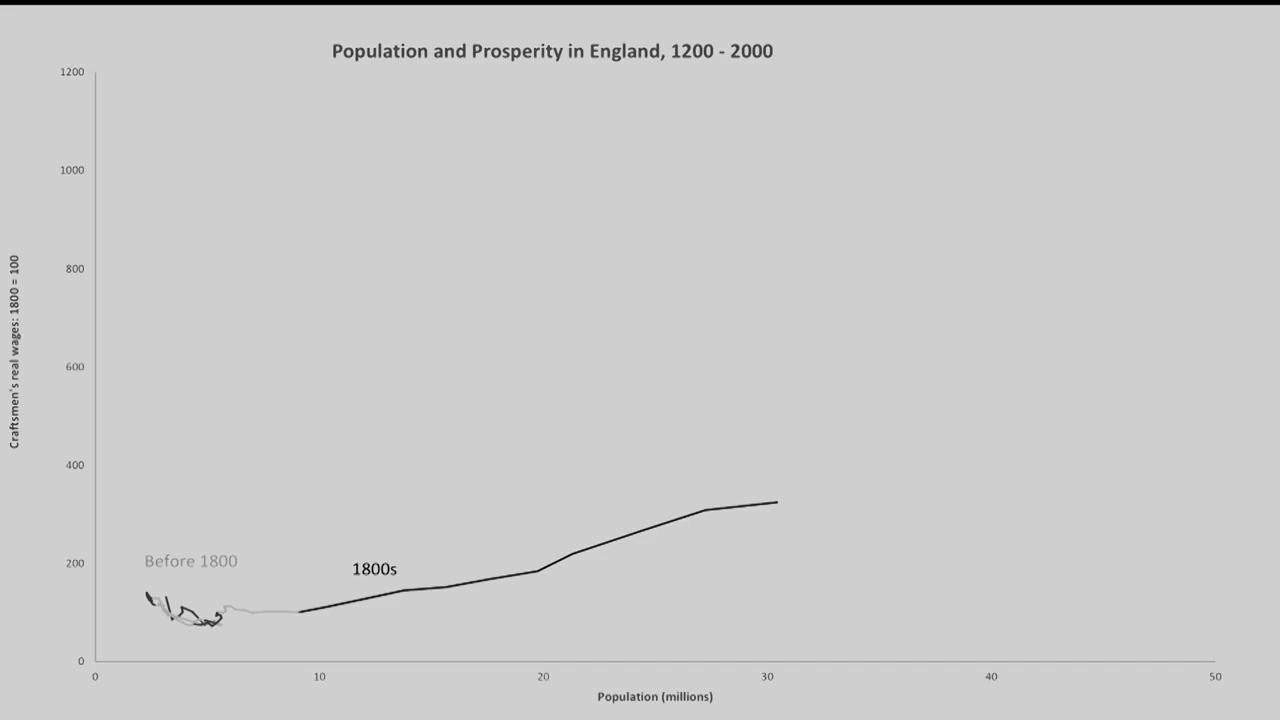 Population and Prosperity in England, 1200 - 2000
1200
1000
800
600
400
200
0
Craftsmen's real wages: 1800 = 100
Before 1800
1800s
0 10 20 30 40 50
Population (millions)